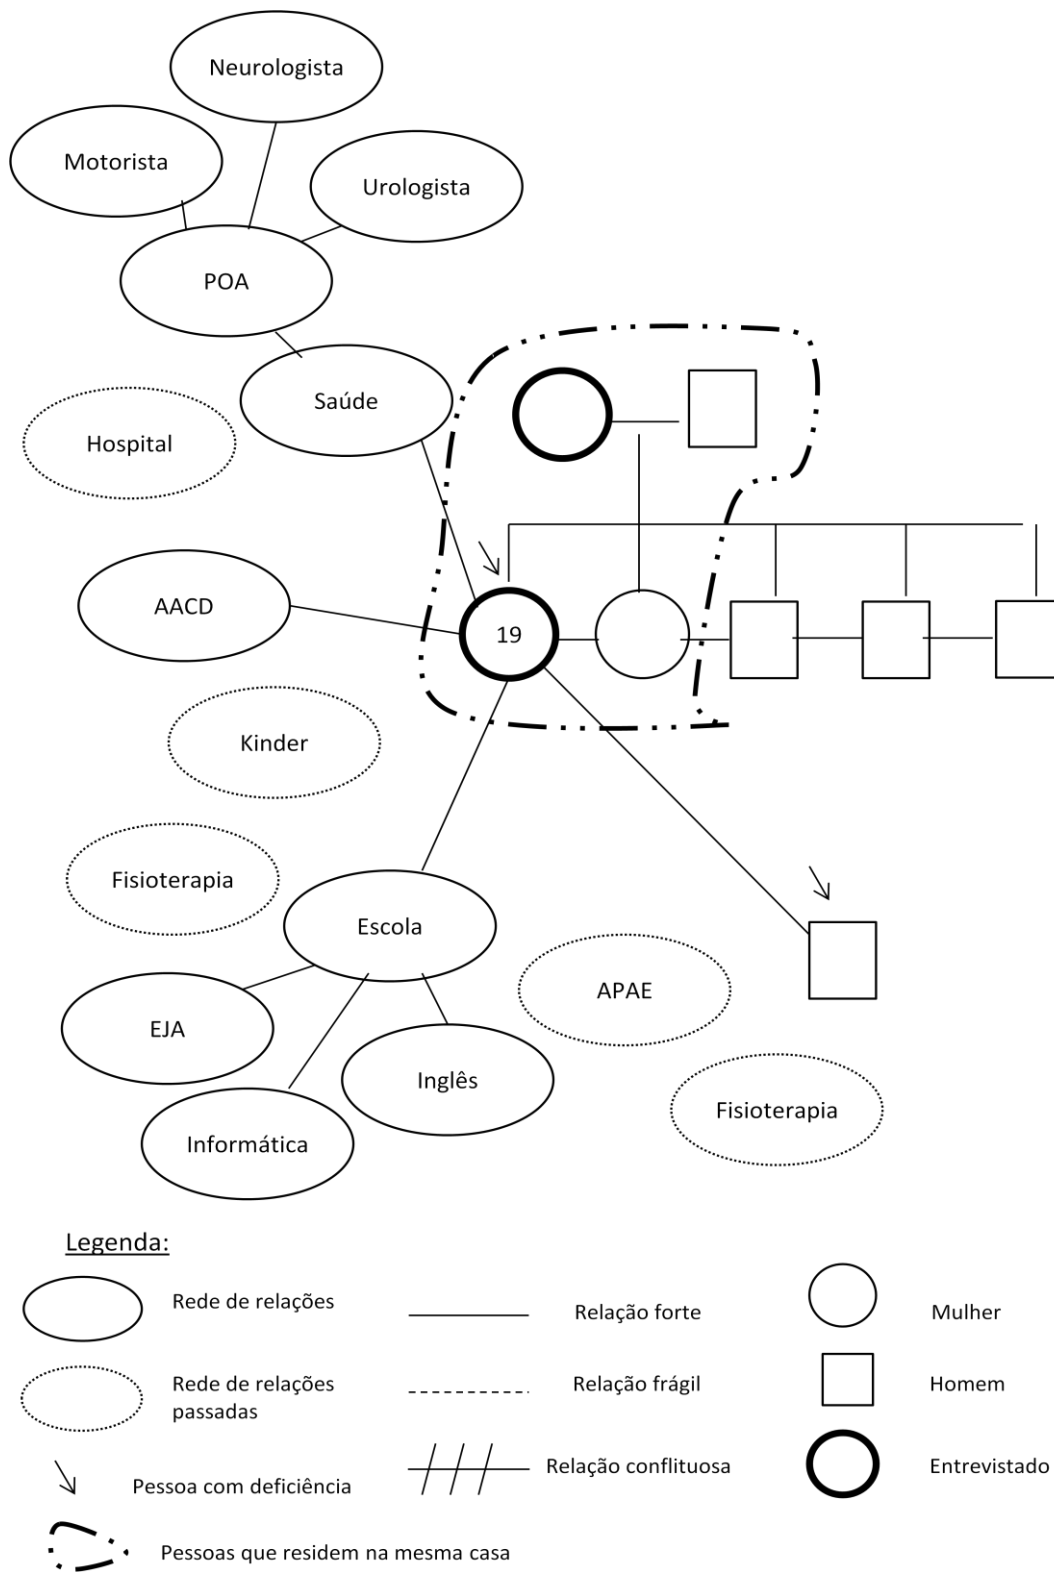 Neurologista
Motorista
Urologista
POA
Saúde
Hospital
AACD
19
Kinder
Fisioterapia
Escola
APAE
EJA
Inglês
Fisioterapia
Informática
Legenda:
Rede de relações
Relação forte
Mulher
Rede de relações
passadas
Relação frágil
Homem
Pessoa com deficiência
Relação conflituosa
Entrevistado
Pessoas que residem na mesma casa